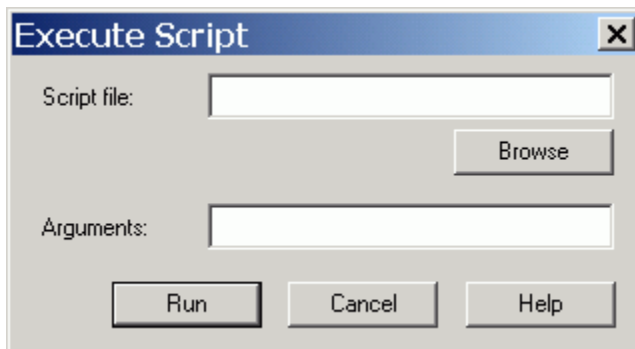 Execute Script
Script file:
Browse
Arguments:
Run Cancel Help